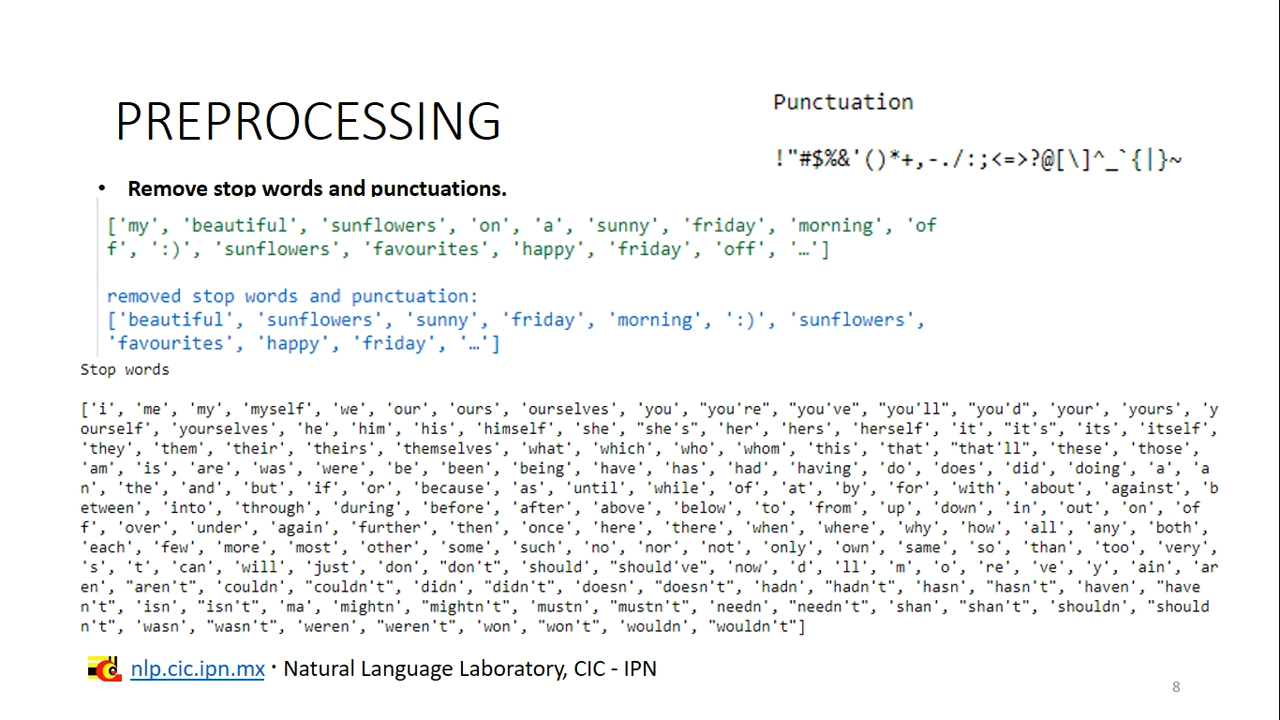 PREPROCESSING
Punctuation
!"#$%&'()*+,-./:;<=>?@[\]^_`{|}~
• Remove stop words and punctuations.
['my', 'beautiful', 'sunflowers', 'on', 'a', 'sunny', 'friday', 'morning', 'of
f', ':)', 'sunflowers', 'favourites', 'happy', 'friday', 'off', '…']
removed stop words and punctuation:
['beautiful', 'sunflowers', 'sunny', 'friday', 'morning', ':)', 'sunflowers',
'favourites', 'happy', 'friday', '…']
Stop words
['i', 'me', 'my', 'myself', 'we', 'our', 'ours', 'ourselves', 'you', "you're", "you've", "you'll", "you'd", 'your', 'yours', 'y
ourself', 'yourselves', 'he', 'him', 'his', 'himself', 'she', "she's", 'her', 'hers', 'herself', 'it', "it's", 'its', 'itself',
'they', 'them', 'their', 'theirs', 'themselves', 'what', 'which', 'who', 'whom', 'this', 'that', "that'll", 'these', 'those',
'am', 'is', 'are', 'was', 'were', 'be', 'been', 'being', 'have', 'has', 'had', 'having', 'do', 'does', 'did', 'doing', 'a', 'a
n', 'the', 'and', 'but', 'if', 'or', 'because', 'as', 'until', 'while', 'of', 'at', 'by', 'for', 'with', 'about', 'against', 'b
etween', 'into', 'through', 'during', 'before', 'after', 'above', 'below', 'to', 'from', 'up', 'down', 'in', 'out', 'on', 'of
f', 'over', 'under', 'again', 'further', 'then', 'once', 'here', 'there', 'when', 'where', 'why', 'how', 'all', 'any', 'both',
'each', 'few', 'more', 'most', 'other', 'some', 'such', 'no', 'nor', 'not', 'only', 'own', 'same', 'so', 'than', 'too', 'very',
's', 't', 'can', 'will', 'just', 'don', "don't", 'should', "should've", 'now', 'd', 'll', 'm', 'o', 're', 've', 'y', 'ain', 'ar
en', "aren't", 'couldn', "couldn't", 'didn', "didn't", 'doesn', "doesn't", 'hadn', "hadn't", 'hasn', "hasn't", 'haven', "have
n't", 'isn', "isn't", 'ma', 'mightn', "mightn't", 'mustn', "mustn't", 'needn', "needn't", 'shan', "shan't", 'shouldn', "should
n't", 'wasn', "wasn't", 'weren', "weren't", 'won', "won't", 'wouldn', "wouldn't"]
nlp.cic.ipn.mx · Natural Language Laboratory, CIC - IPN
8